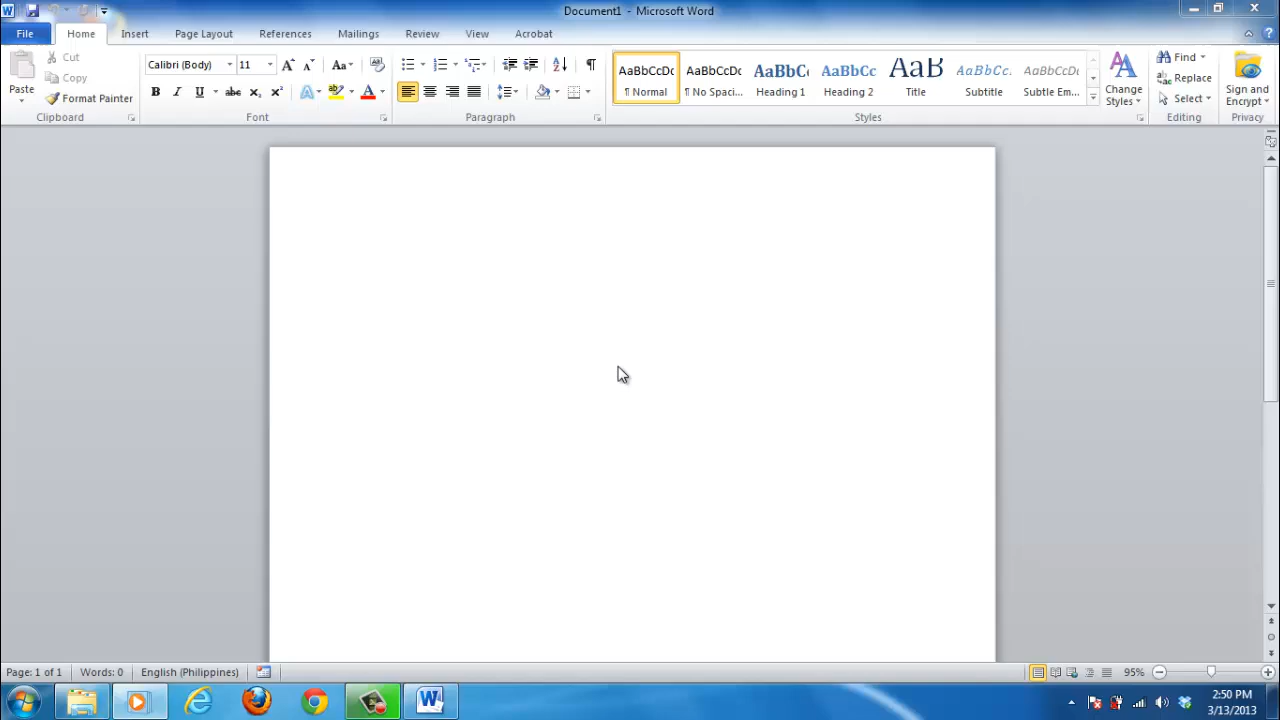 Document1 - Microsoft Word
File Home Insert Page Layout References Mailings Review View Acrobat
Paste
Cut
Copy
Format Painter
Clipboard
Calibri (Body) 11
Font
Paragraph
AaBbCcDc
¶ Normal
AaBbCcDc
¶ No Spaci...
AaBbC
Heading 1
AaBbCc
Heading 2
AaB
Title
AaBbCc.
Subtitle
AaBbCcDc
Subtle Em...
Change
Styles
Styles
Find
Replace
Select
Editing
Sign and
Encrypt
Privacy
Page: 1 of 1 Words: 0 English (Philippines) 95%
2:50 PM
3/13/2013